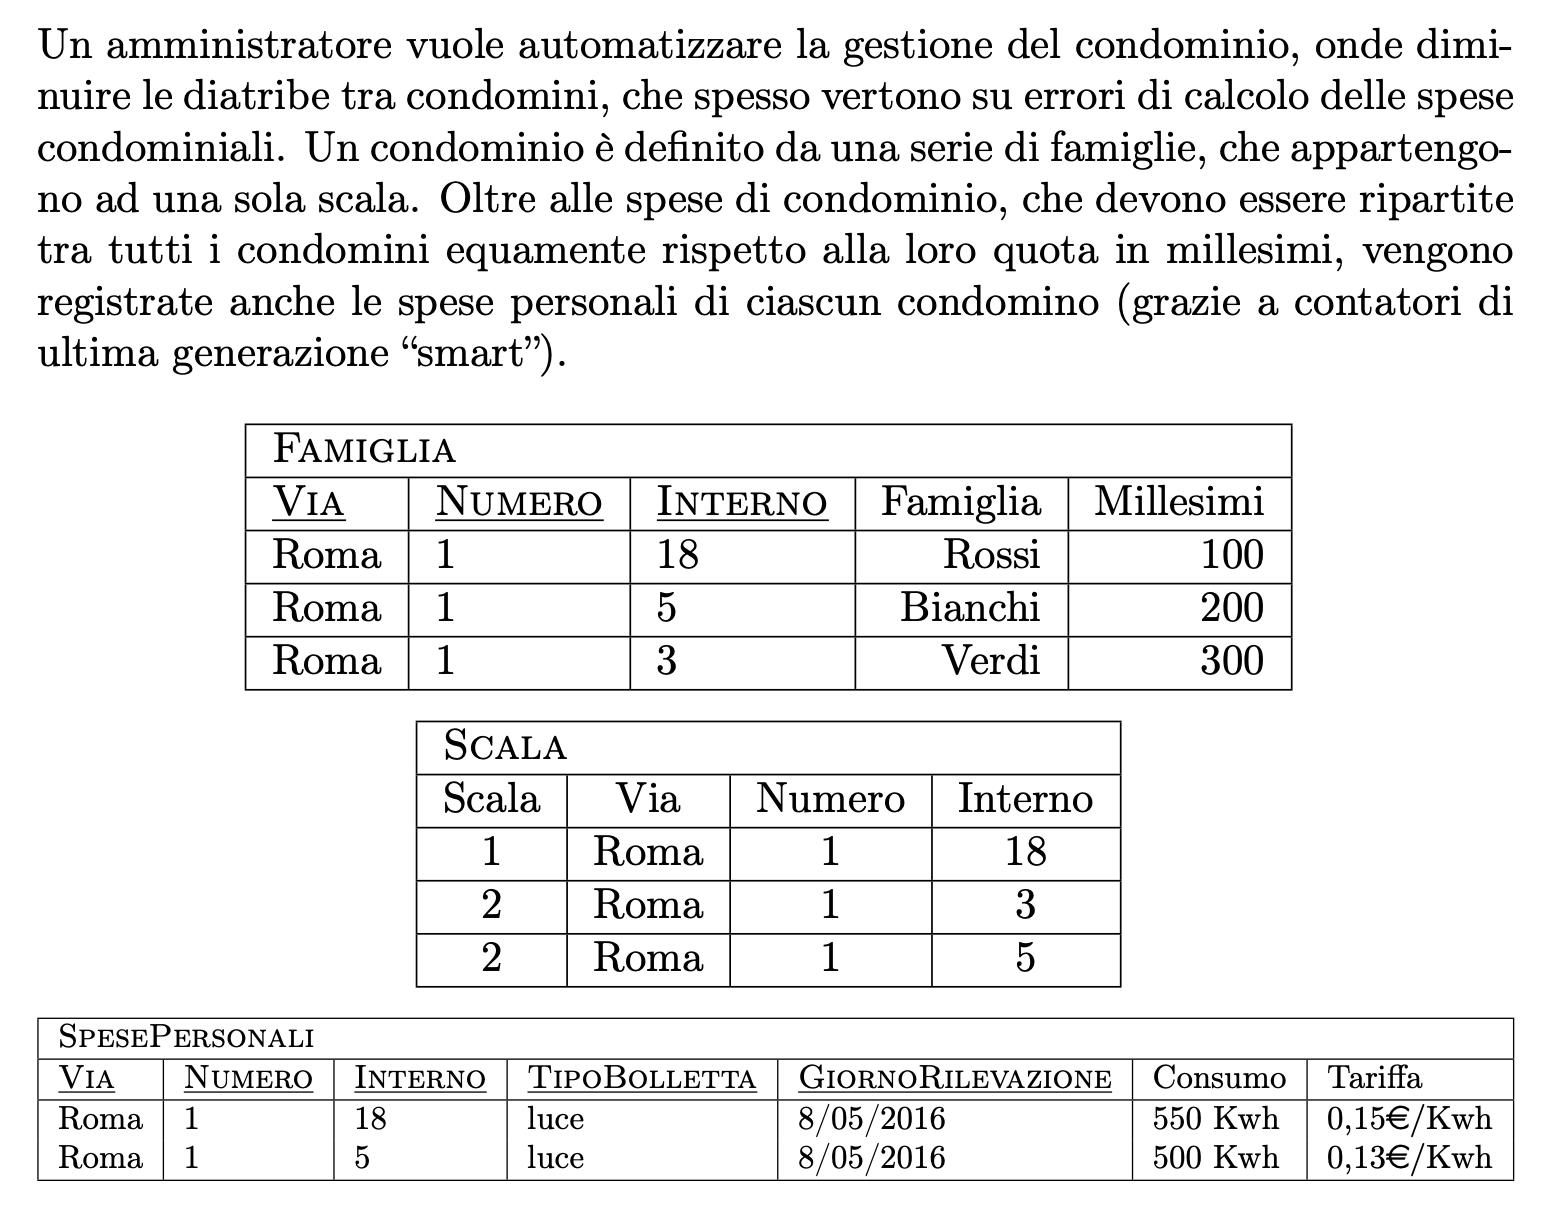 Un amministratore vuole automatizzare la gestione del condominio, onde dimi-
nuire le diatribe tra condomini, che spesso vertono su errori di calcolo delle spese
condominiali. Un condominio è definito da una serie di famiglie, che appartengo-
no ad una sola scala. Oltre alle spese di condominio, che devono essere ripartite
tra tutti i condomini equamente rispetto alla loro quota in millesimi, vengono
registrate anche le spese personali di ciascun condomino (grazie a contatori di
ultima generazione “smart”).
FAMIGLIA
VIA NUMERO INTERNO Famiglia Millesimi
Roma 1 18 Rossi 100
Roma 1 5 Bianchi 200
Roma 1 3 Verdi 300
SCALA
Scala Via Numero Interno
1 Roma 1 18
2 Roma 1 3
2 Roma 1 5
SPESEPERSONALI
VIA NUMERO INTERNO TIPOBOLLETTA GIORNORILEVAZIONE Consumo Tariffa
Roma 1 18 luce 8/05/2016 550 Kwh 0,15€/Kwh
Roma 1 5 luce 8/05/2016 500 Kwh 0,13€/Kwh